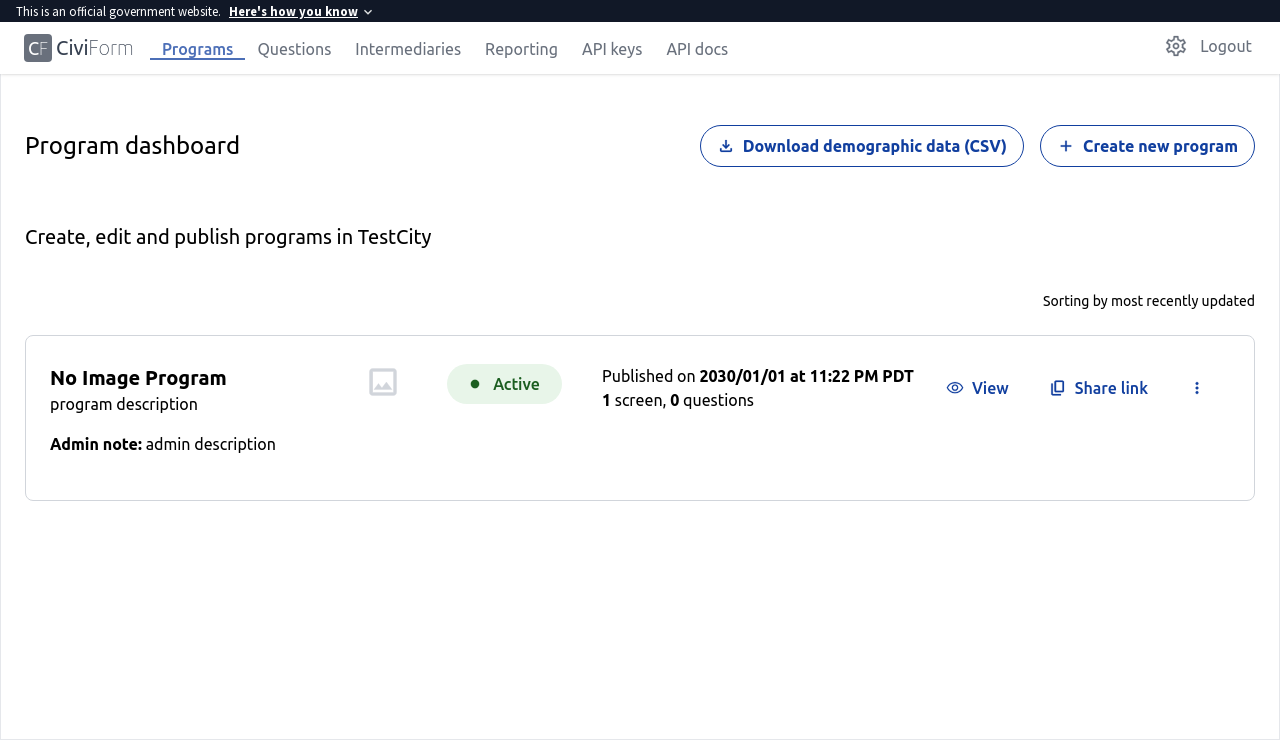 This is an official government website. Here's how you know
CF CiviForm Programs Questions Intermediaries Reporting API keys API docs Logout
Program dashboard
Download demographic data (CSV)
Create new program
Create, edit and publish programs in TestCity
Sorting by most recently updated
No Image Program
program description
Admin note: admin description
Active
Published on 2030/01/01 at 11:22 PM PDT
1 screen, 0 questions
View
Share link